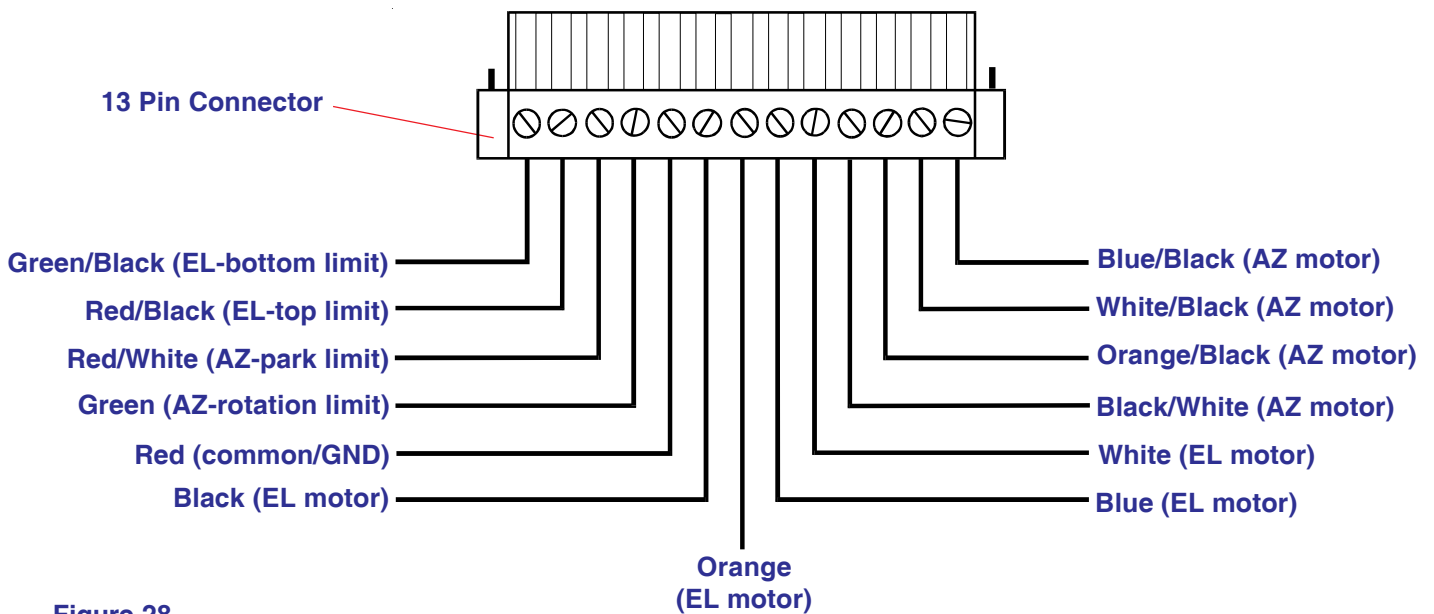 13 Pin Connector
Green/Black (EL-bottom limit)
Red/Black (EL-top limit)
Red/White (AZ-park limit)
Green (AZ-rotation limit)
Red (common/GND)
Black (EL motor)
Orange
(EL motor)
Blue/Black (AZ motor)
White/Black (AZ motor)
Orange/Black (AZ motor)
Black/White (AZ motor)
White (EL motor)
Blue (EL motor)
Figure 28